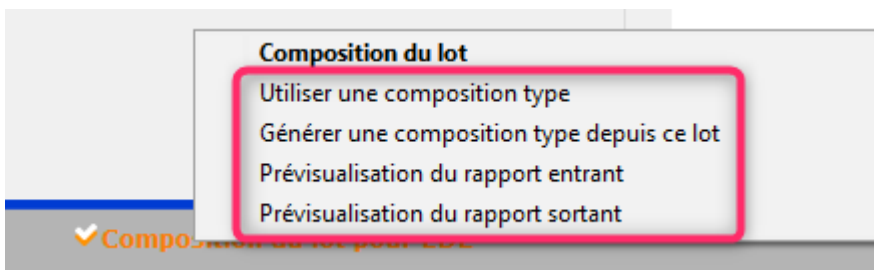 Composition du lot
Utiliser une composition type
Générer une composition type depuis ce lot
Prévisualisation du rapport entrant
Prévisualisation du rapport sortant